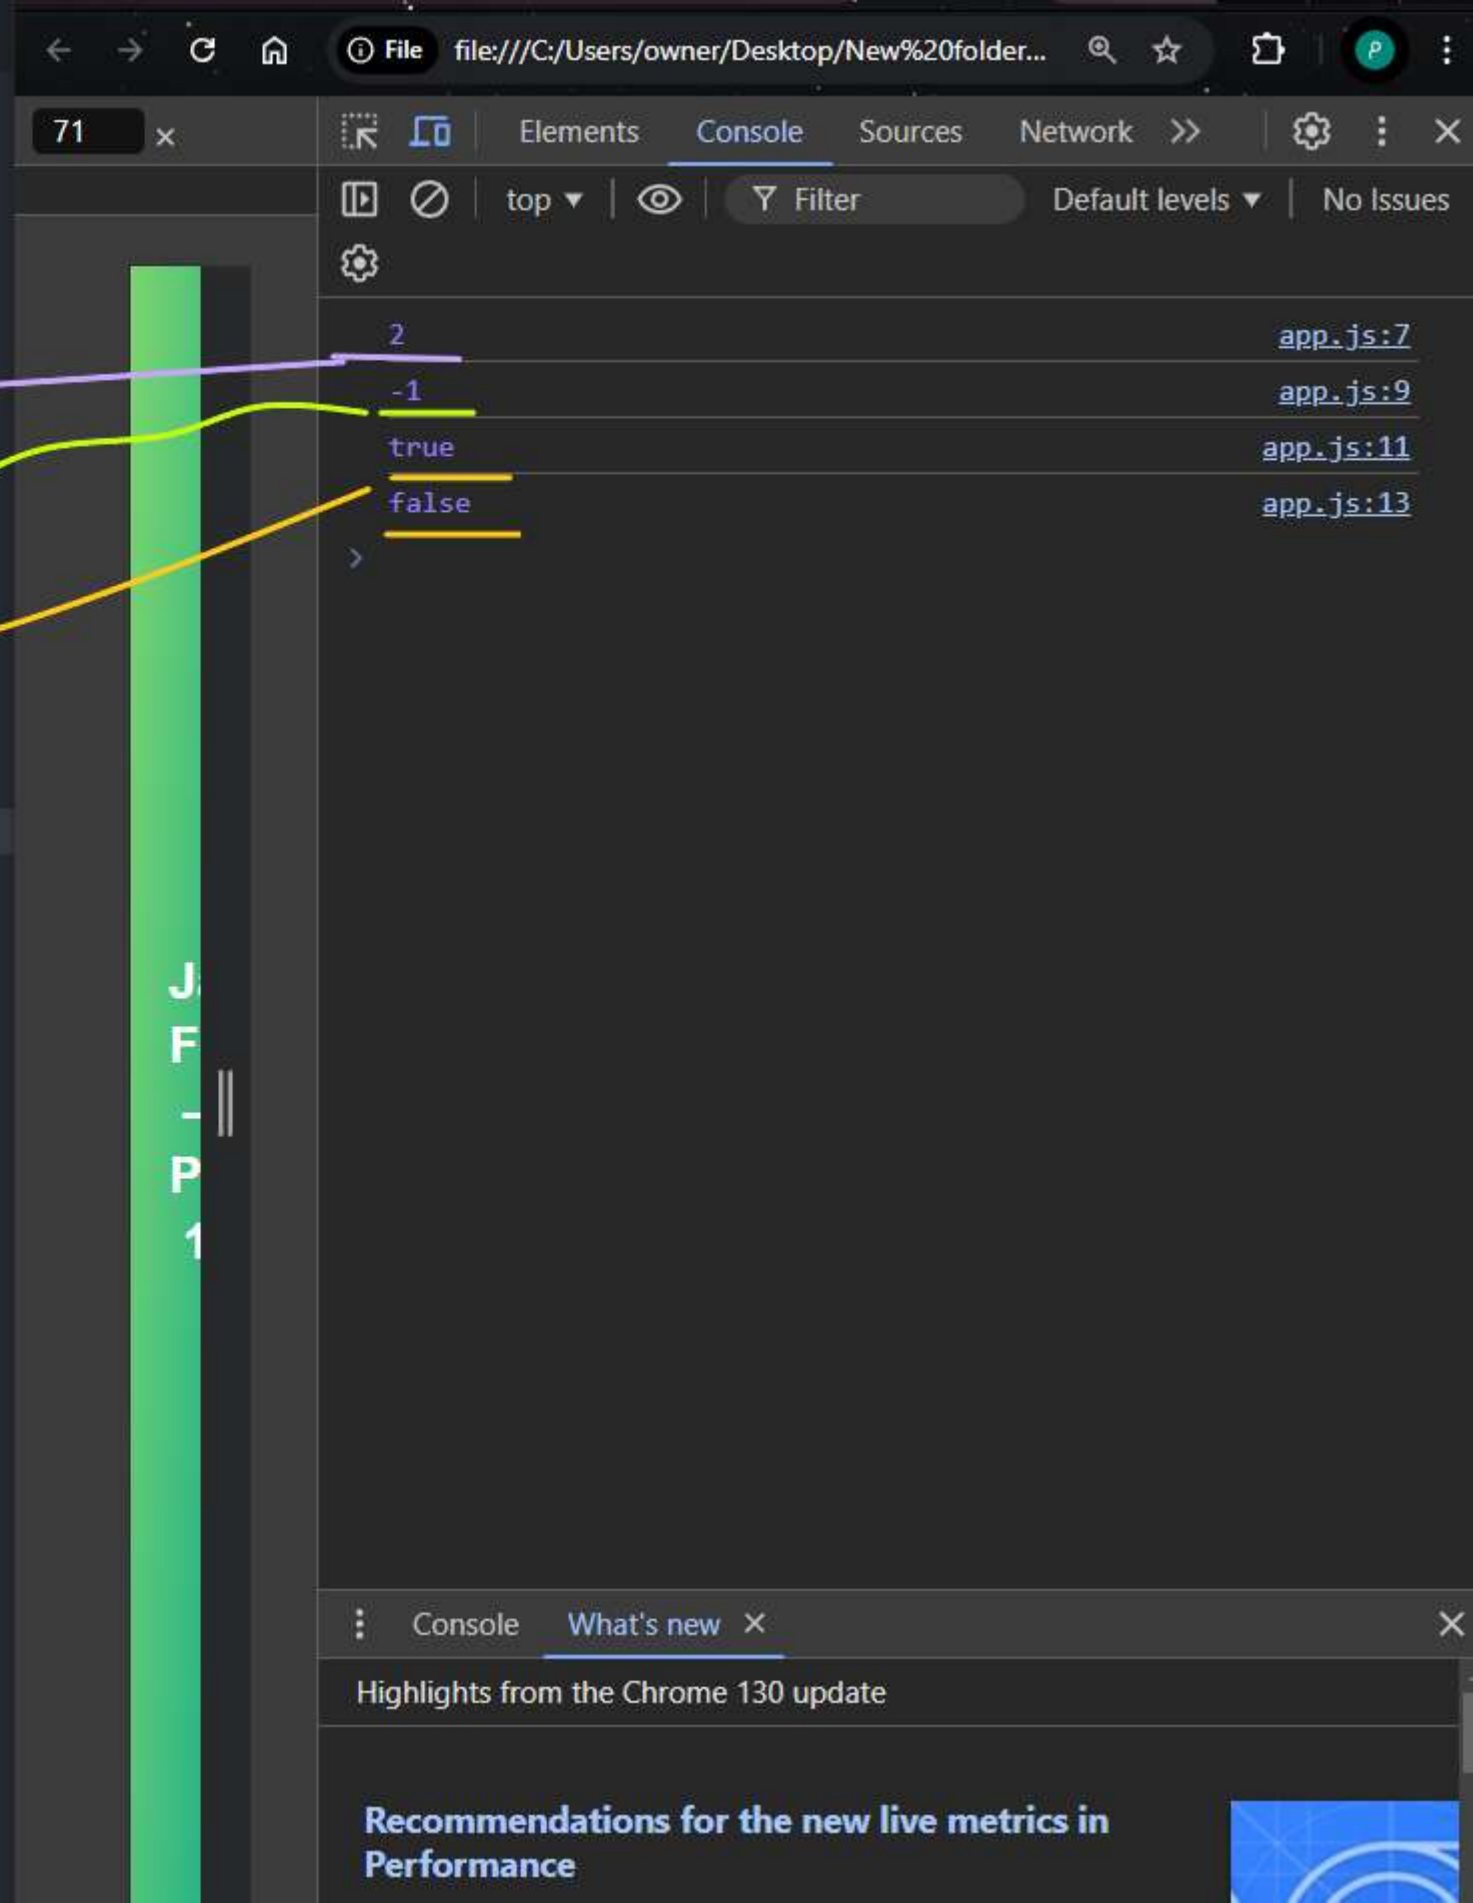 File file:///C:/Users/owner/Desktop/New%20folder...
71 ×
Elements Console Sources Network
top Filter Default levels No Issues
2 app.js:7
-1 app.js:9
true app.js:11
false app.js:13
J
F
–
P
1
Console What's new
Highlights from the Chrome 130 update
Recommendations for the new live metrics in
Performance